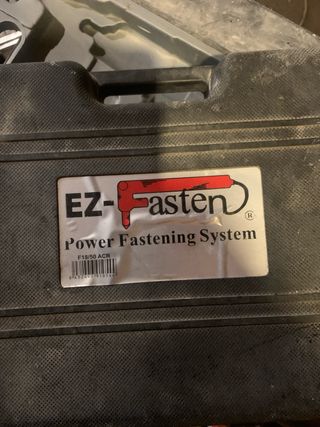 EZ-Fasten
®
Power Fastening System
F18/50 ACR